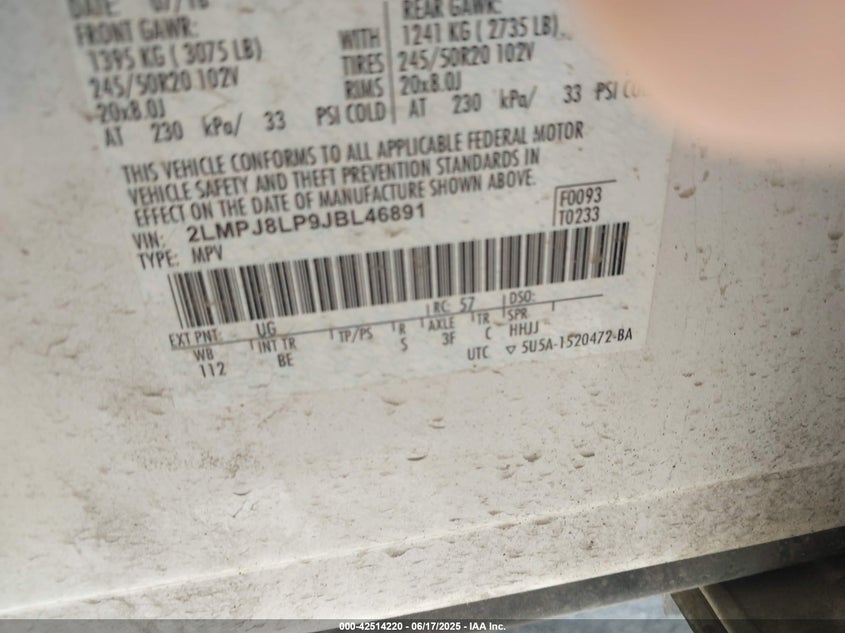 DATE: 07/18
FRONT GAWR:
1395 KG ( 3075 LB)
245/50R20 102V
20x8.0J
AT 230 kPa/ 33 PSI COLD
WITH
TIRES
RIMS
REAR GAWR:
1241 KG ( 2735 LB)
245/50R20 102V
20x8.0J
AT 230 kPa/ 33 PSI
THIS VEHICLE CONFORMS TO ALL APPLICABLE FEDERAL MOTOR
VEHICLE SAFETY AND THEFT PREVENTION STANDARDS IN
EFFECT ON THE DATE OF MANUFACTURE SHOWN ABOVE.
VIN: 2LMPJ8LP9JBL46891
TYPE: MPV
F0093
T0233
EXT PNT: UG RC: 57 DSO:
WB INT TR TP/PS R AXLE TR SPR
112 BE S 3F C HHJJ
UTC ▽ 5U5A-1520472-BA
000-42514220 - 06/17/2025 - IAA Inc.